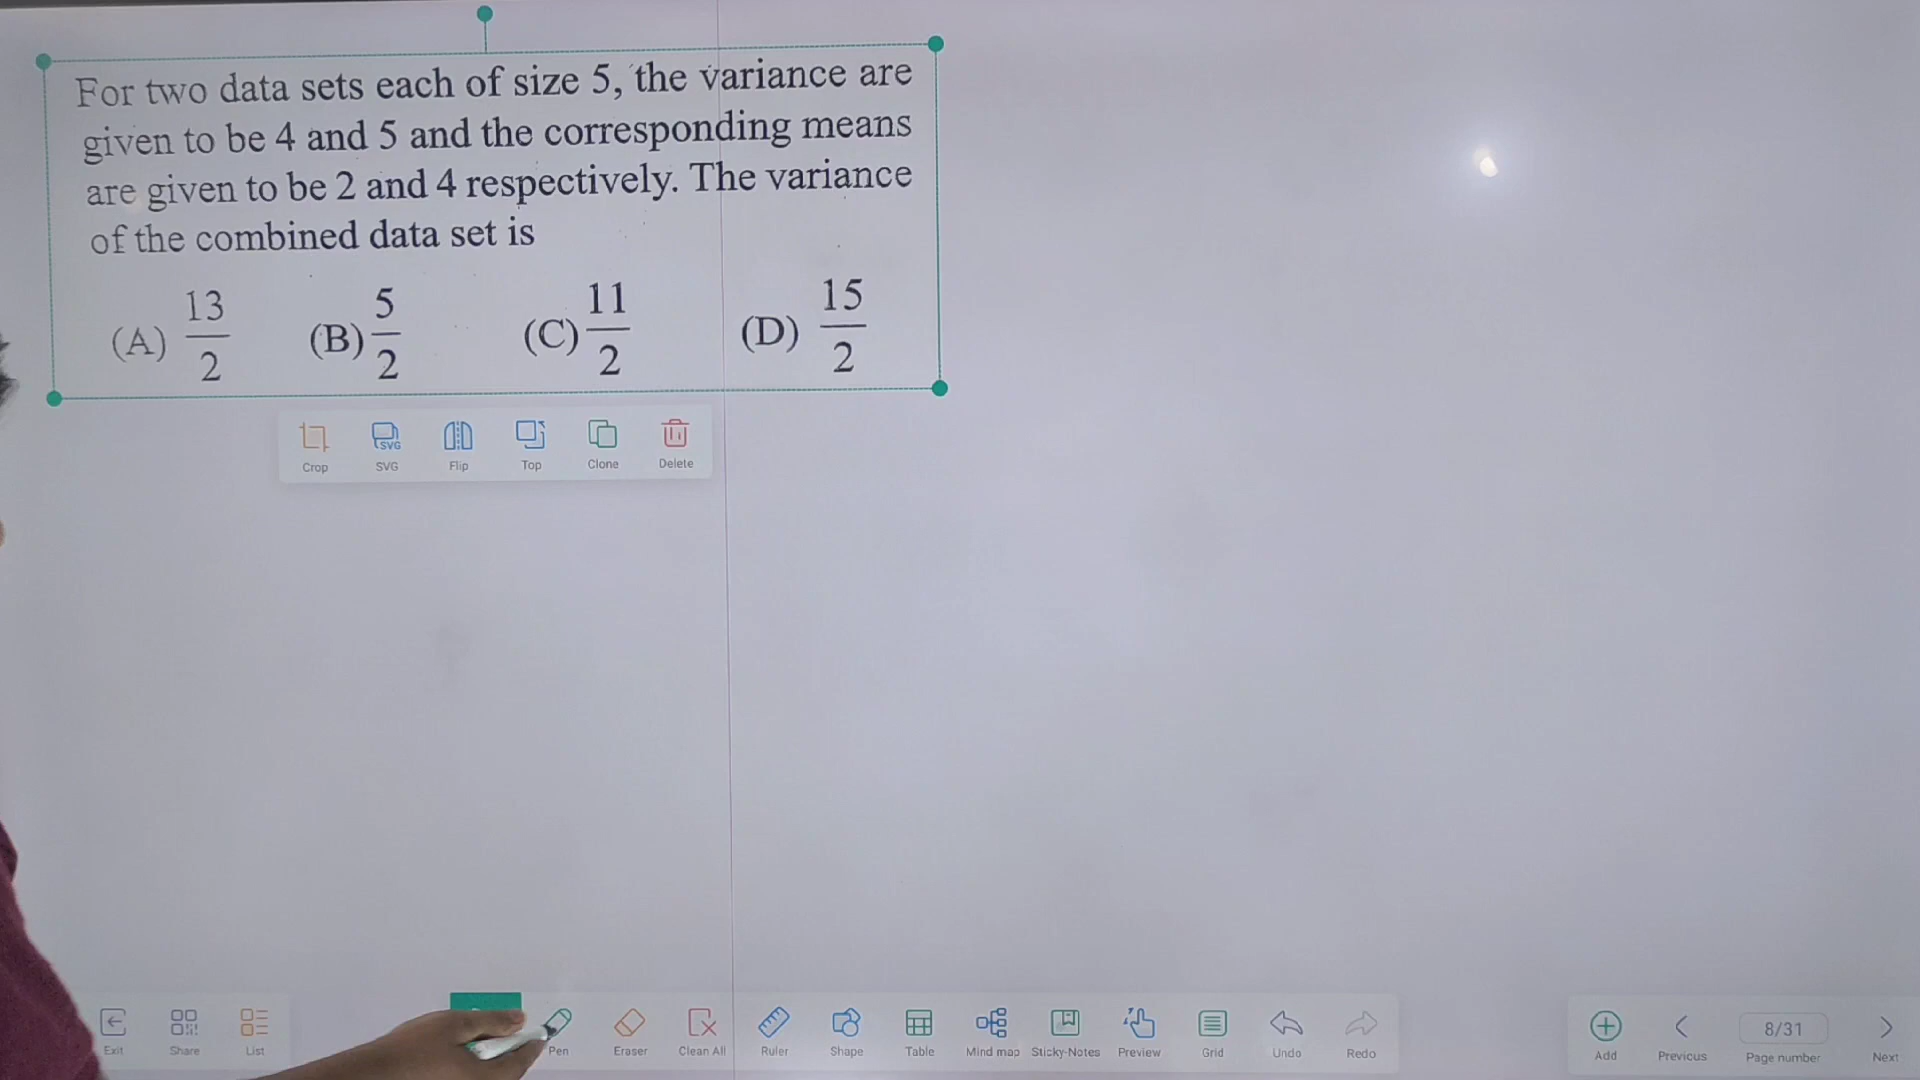 For two data sets each of size 5, the variance are
given to be 4 and 5 and the corresponding means
are given to be 2 and 4 respectively. The variance
of the combined data set is
(A) 13/2 (B) 5/2 (C) 11/2 (D) 15/2
Crop SVG Flip Top Clone Delete
Exit Share List Pen Eraser Clean All Ruler Shape Table Mind map Sticky-Notes Preview Grid Undo Redo Add Previous 8/31 Page number Next